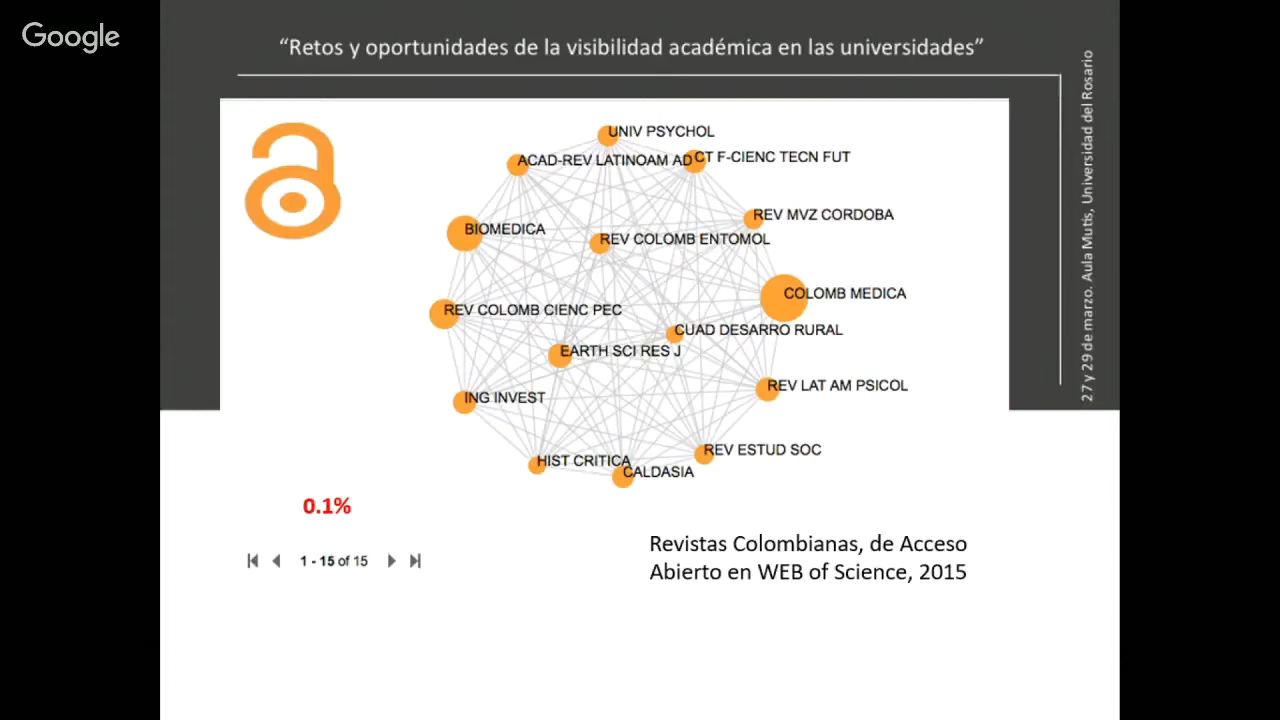 Google
“Retos y oportunidades de la visibilidad académica en las universidades”
27 y 29 de marzo. Aula Mutis, Universidad del Rosario
UNIV PSYCHOL
ACAD-REV LATINOAM AD
CT F-CIENC TECN FUT
REV MVZ CORDOBA
BIOMEDICA
REV COLOMB ENTOMOL
COLOMB MEDICA
REV COLOMB CIENC PEC
CUAD DESARRO RURAL
EARTH SCI RES J
REV LAT AM PSICOL
ING INVEST
REV ESTUD SOC
HIST CRITICA
CALDASIA
0.1%
1 - 15 of 15
Revistas Colombianas, de Acceso
Abierto en WEB of Science, 2015